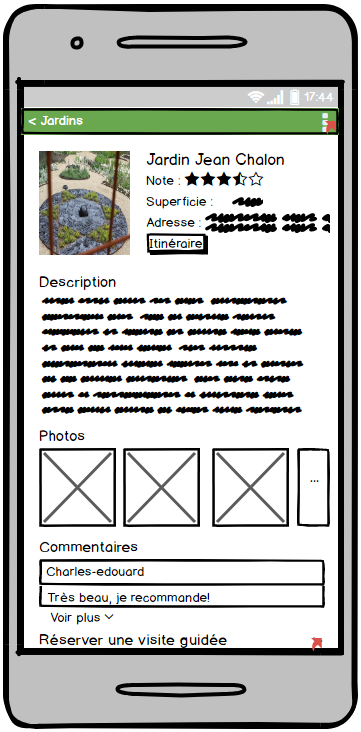 17:44
< Jardins
Jardin Jean Chalon
Note :
Superficie :
Adresse :
Itinéraire
Description
Photos
...
Commentaires
Charles-edouard
Très beau, je recommande!
Voir plus
Réserver une visite guidée